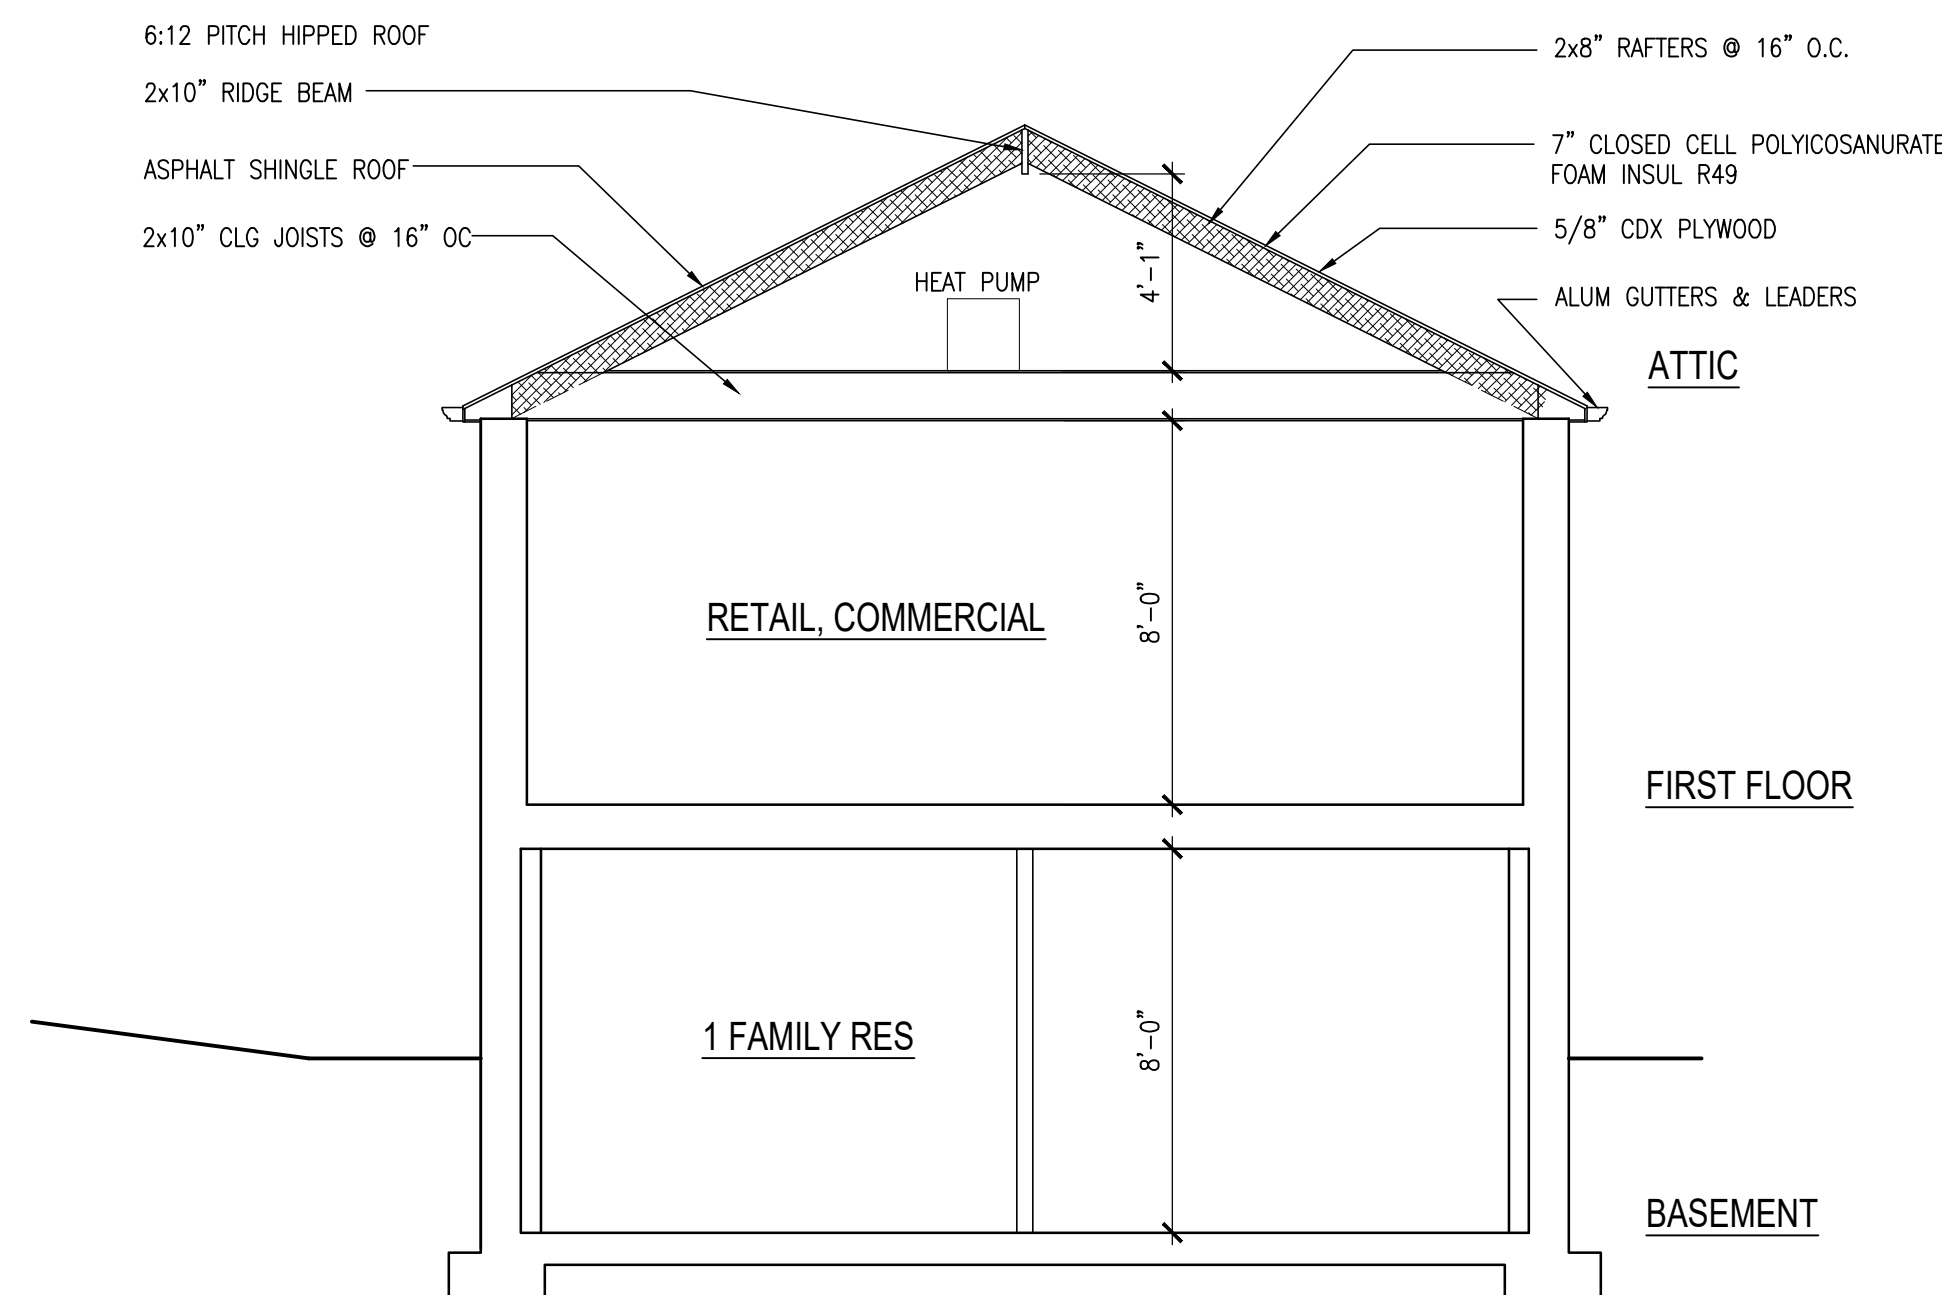 6:12 PITCH HIPPED ROOF
2x10” RIDGE BEAM
ASPHALT SHINGLE ROOF
2x10” CLG JOISTS @ 16” OC
2x8” RAFTERS @ 16” O.C.
7” CLOSED CELL POLYICOSANURATE
FOAM INSUL R49
5/8” CDX PLYWOOD
ALUM GUTTERS & LEADERS
HEAT PUMP
4’-1”
ATTIC
RETAIL, COMMERCIAL
8’-0”
FIRST FLOOR
1 FAMILY RES
8’-0”
BASEMENT